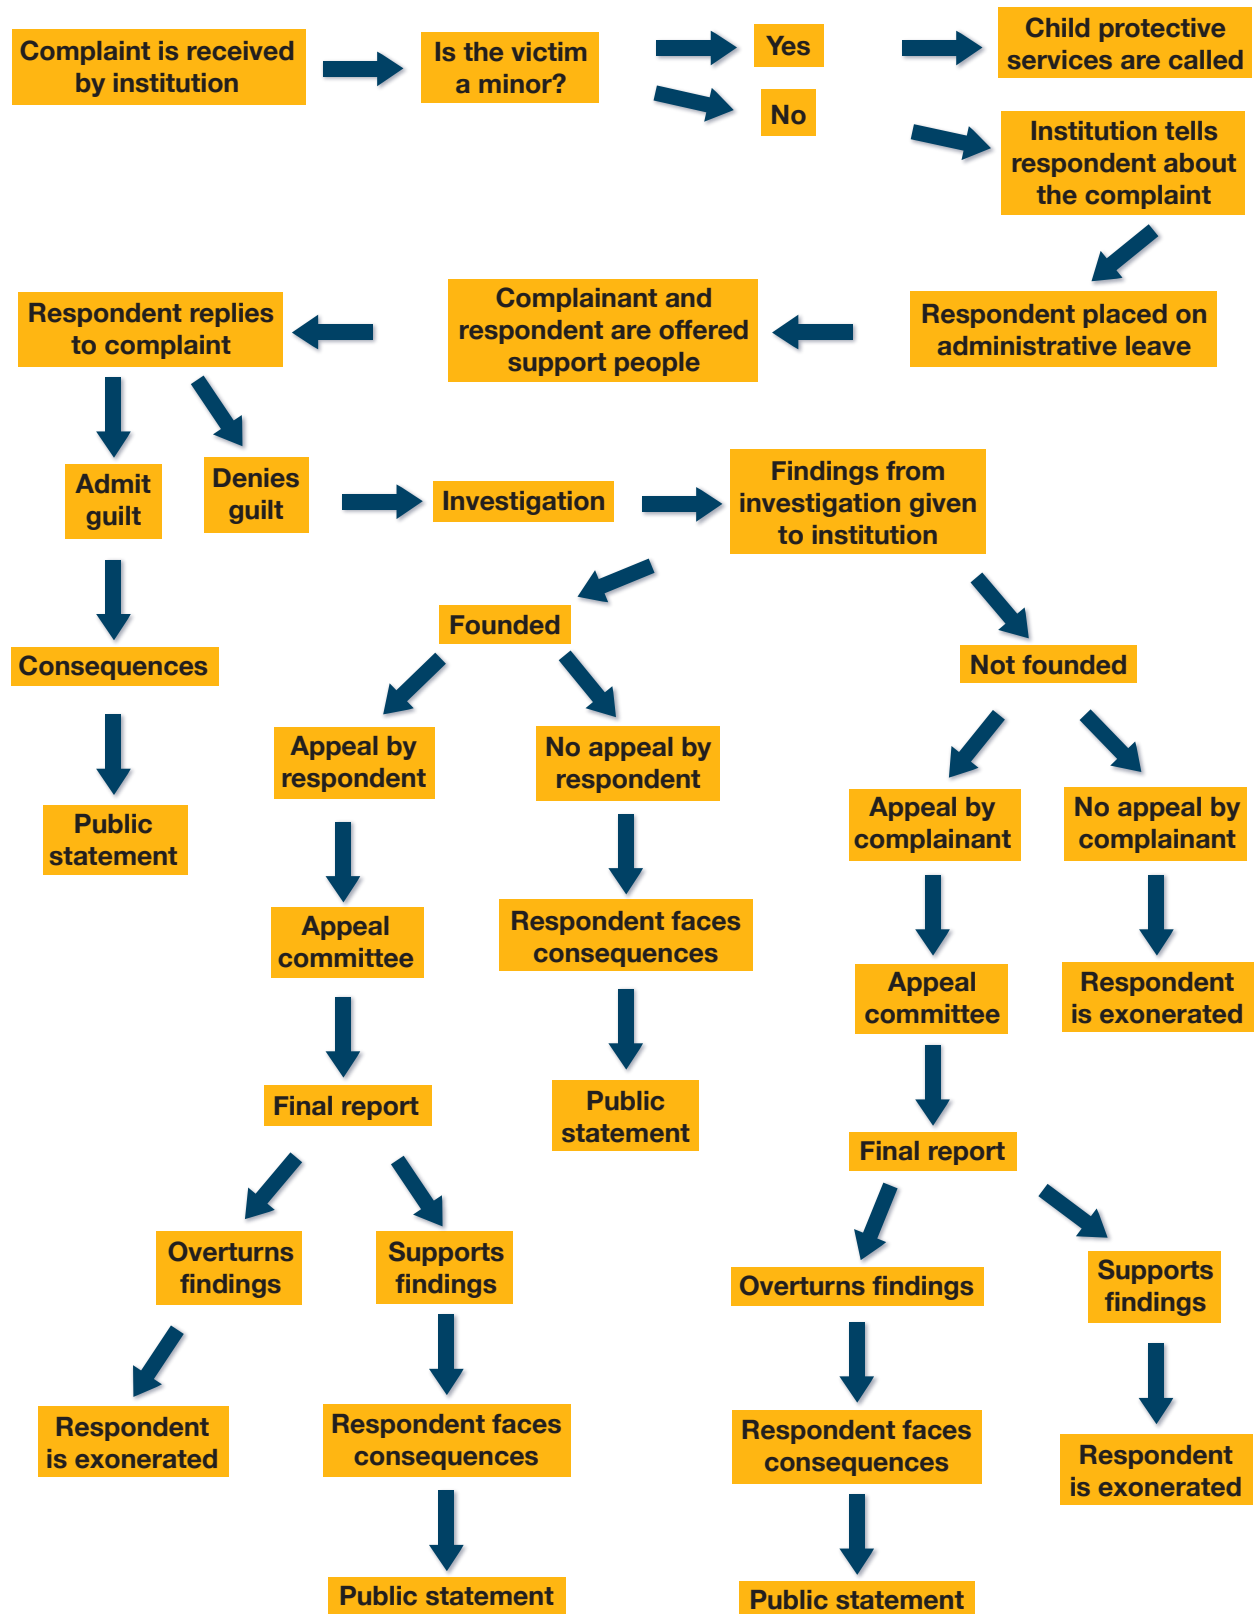 Complaint is received
by institution
Is the victim
a minor?
Yes
No
Child protective
services are called
Institution tells
respondent about
the complaint
Respondent placed on
administrative leave
Complainant and
respondent are offered
support people
Respondent replies
to complaint
Admit
guilt
Denies
guilt
Investigation
Findings from
investigation given
to institution
Consequences
Public
statement
Founded
Not founded
Appeal by
respondent
No appeal by
respondent
Appeal by
complainant
No appeal by
complainant
Appeal
committee
Respondent faces
consequences
Appeal
committee
Respondent
is exonerated
Final report
Public
statement
Final report
Overturns
findings
Supports
findings
Overturns findings
Supports
findings
Respondent
is exonerated
Respondent faces
consequences
Respondent faces
consequences
Respondent
is exonerated
Public statement
Public statement